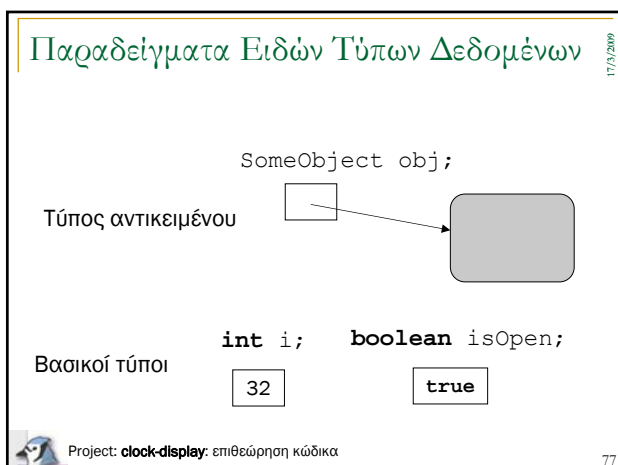 Παραδείγματα Ειδών Τύπων Δεδομένων
17/3/2009
SomeObject obj;
Τύπος αντικειμένου
int i; boolean isOpen;
Βασικοί τύποι
32 true
Project: clock-display: επιθεώρηση κώδικα
77